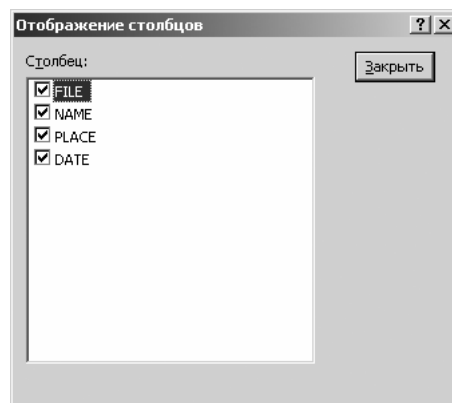 Отображение столбцов
Столбец:
Закрыть
FILE
NAME
PLACE
DATE